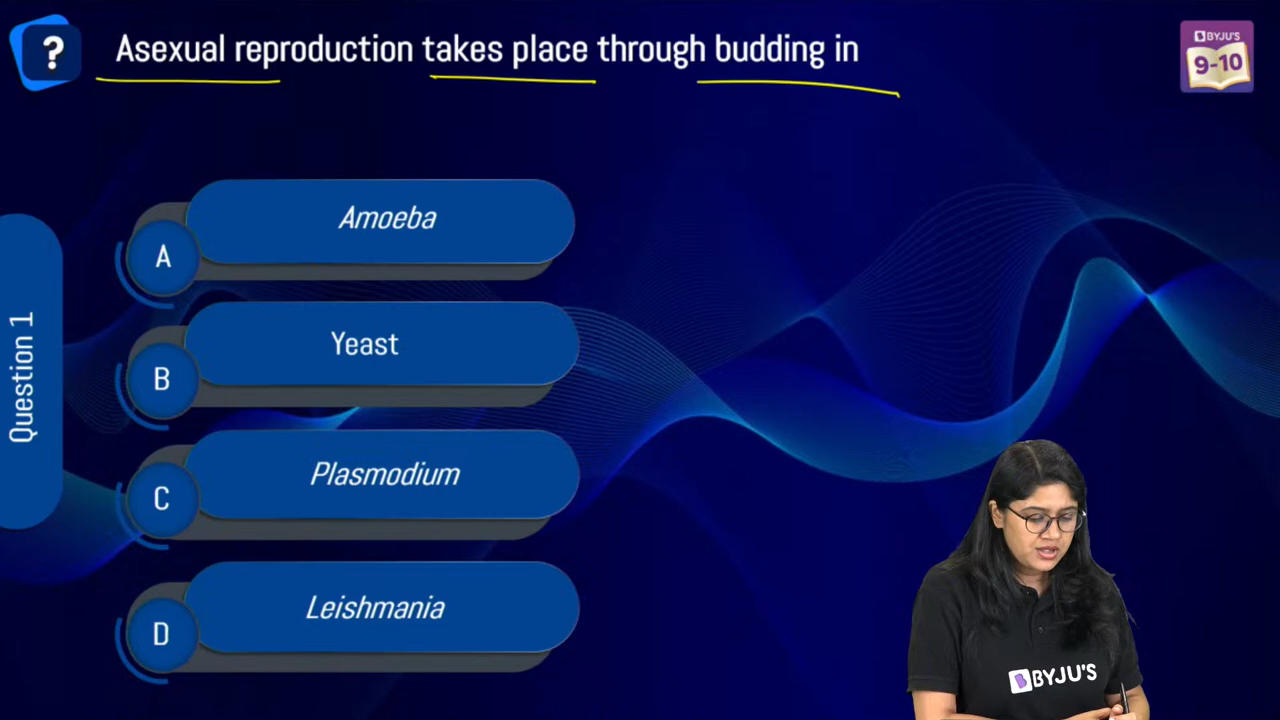 ?
Asexual reproduction takes place through budding in
BYJU'S
9-10
Question 1
A
Amoeba
B
Yeast
C
Plasmodium
D
Leishmania
BYJU'S